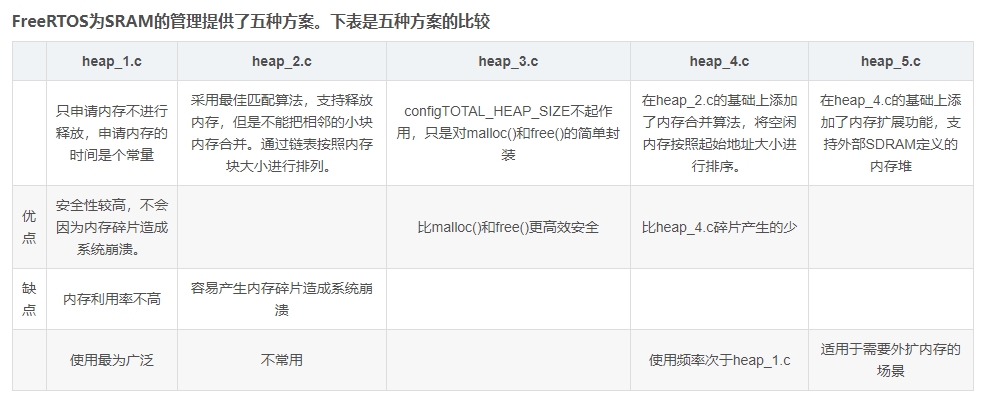 FreeRTOS为SRAM的管理提供了五种方案。下表是五种方案的比较
heap_1.c
heap_2.c
heap_3.c
heap_4.c
heap_5.c
只申请内存不进行
释放，申请内存的
时间是个常量
采用最佳匹配算法，支持释放
内存，但是不能把相邻的小块
内存合并。通过链表按照内存
块大小进行排列。
configTOTAL_HEAP_SIZE不起作
用，只是对malloc()和free()的简单封
装
在heap_2.c的基础上添加
了内存合并算法，将空闲
内存按照起始地址大小进
行排序。
在heap_4.c的基础上添
加了内存扩展功能，支
持外部SDRAM定义的
内存堆
优
点
安全性较高，不会
因为内存碎片造成
系统崩溃。
比malloc()和free()更高效安全
比heap_4.c碎片产生的少
缺
点
内存利用率不高
容易产生内存碎片造成系统崩
溃
使用最为广泛
不常用
使用频率次于heap_1.c
适用于需要外扩内存的
场景